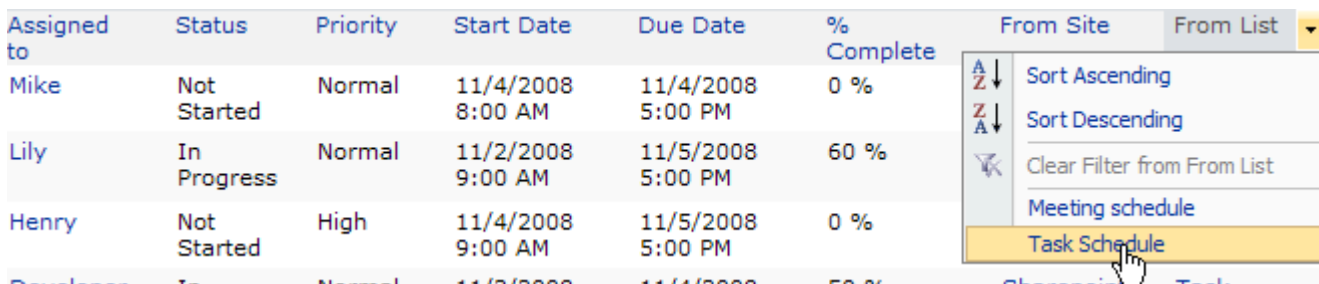 Assigned to Status Priority Start Date Due Date % Complete From Site From List
Sort Ascending
Sort Descending
Clear Filter from From List
Meeting schedule
Task Schedule
Mike Not Started Normal 11/4/2008 8:00 AM 11/4/2008 5:00 PM 0 %
Lily In Progress Normal 11/2/2008 9:00 AM 11/5/2008 5:00 PM 60 %
Henry Not Started High 11/4/2008 9:00 AM 11/5/2008 5:00 PM 0 %